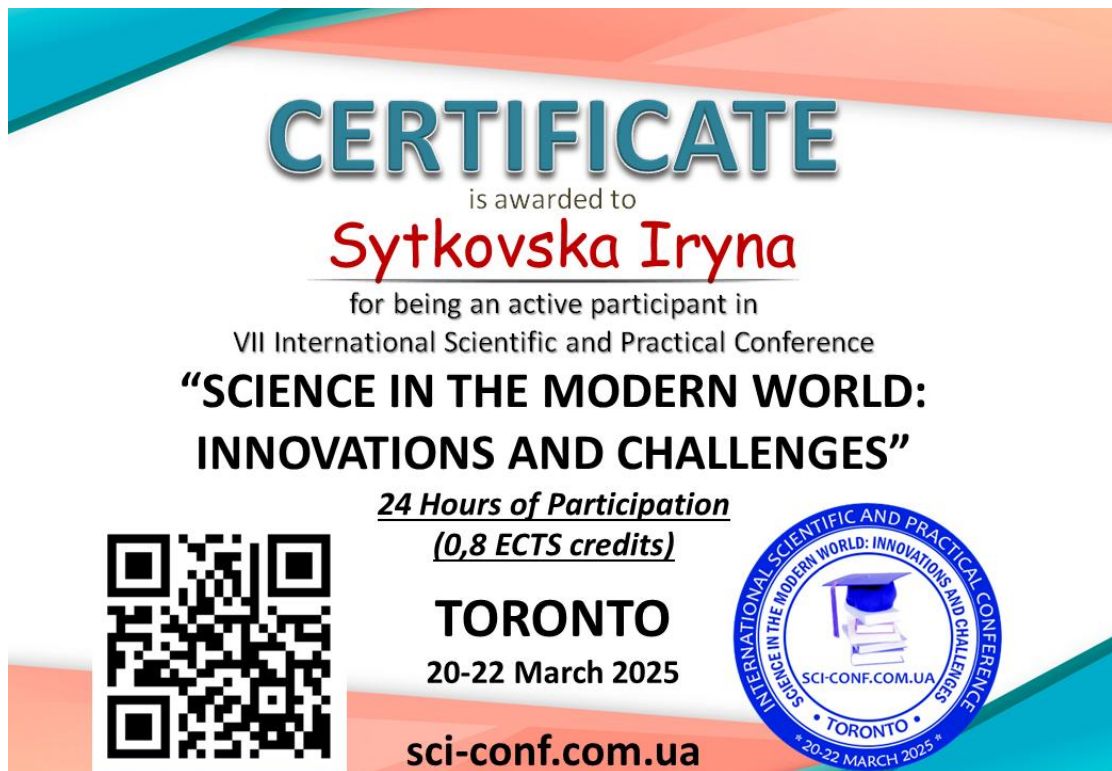 CERTIFICATE
is awarded to
Sytkovska Iryna
for being an active participant in
VII International Scientific and Practical Conference
“SCIENCE IN THE MODERN WORLD:
INNOVATIONS AND CHALLENGES”
24 Hours of Participation
(0,8 ECTS credits)
TORONTO
20-22 March 2025
sci-conf.com.ua
INTERNATIONAL SCIENTIFIC AND PRACTICAL CONFERENCE
SCIENCE IN THE MODERN WORLD: INNOVATIONS AND CHALLENGES
SCI-CONF.COM.UA
• TORONTO •
* 20-22 MARCH 2025 *